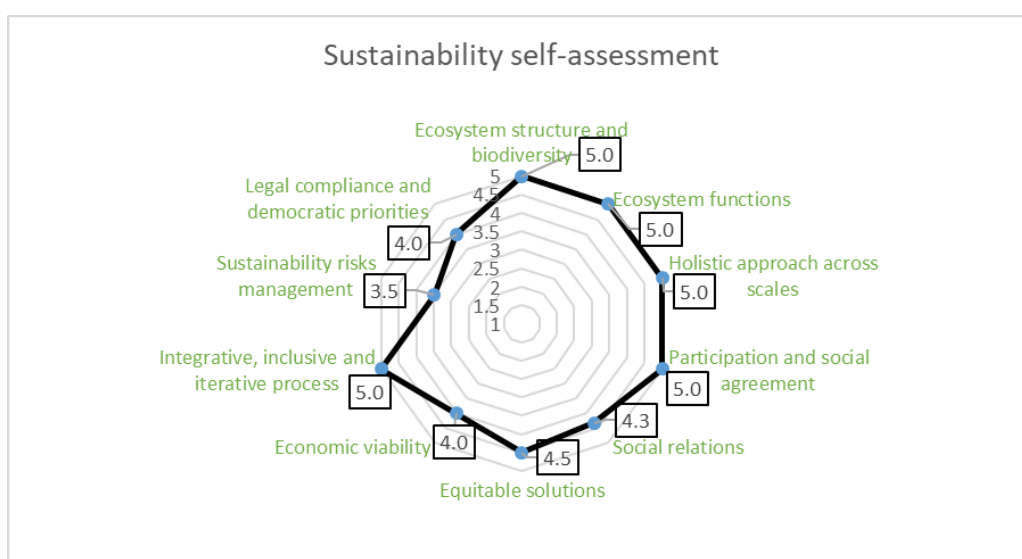 Sustainability self-assessment
Ecosystem structure and
biodiversity
5.0
Ecosystem functions
5.0
Holistic approach across
scales
5.0
Participation and social
agreement
5.0
Social relations
4.3
Equitable solutions
4.5
Economic viability
4.0
Integrative, inclusive and
iterative process
5.0
Sustainability risks
management
3.5
Legal compliance and
democratic priorities
4.0
5
4.5
4
3.5
3
2.5
2
1.5
1